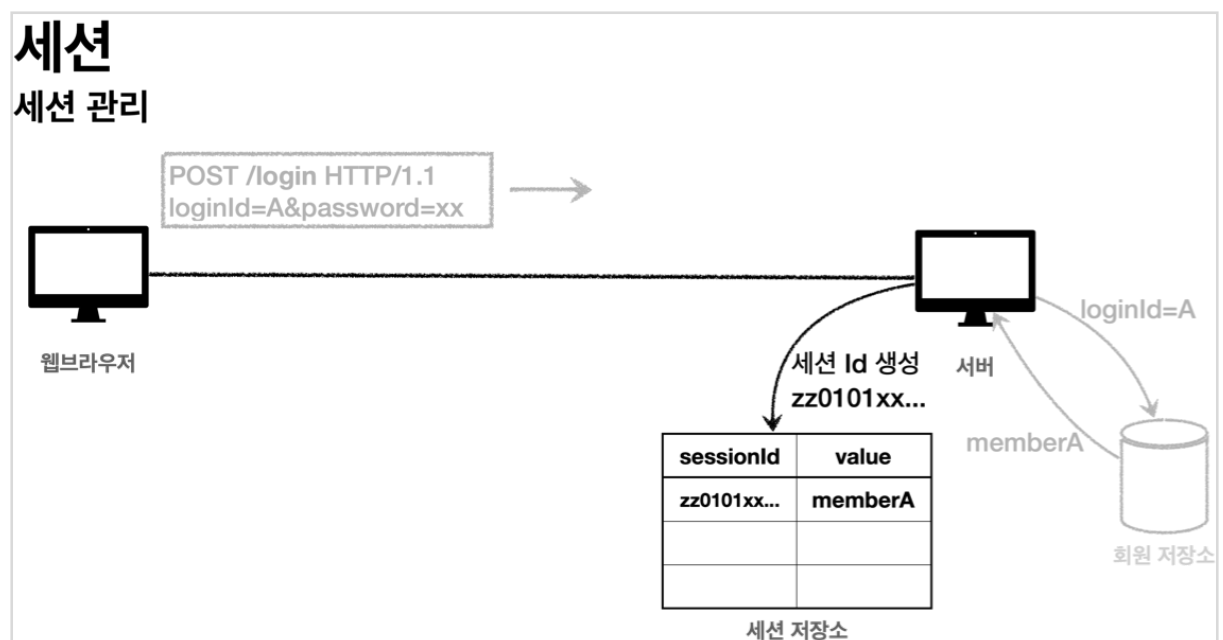 세션
세션 관리
POST /login HTTP/1.1
loginId=A&password=xx
웹브라우저
서버
loginId=A
memberA
회원 저장소
세션 Id 생성
zz0101xx...
sessionId value
zz0101xx... memberA
세션 저장소